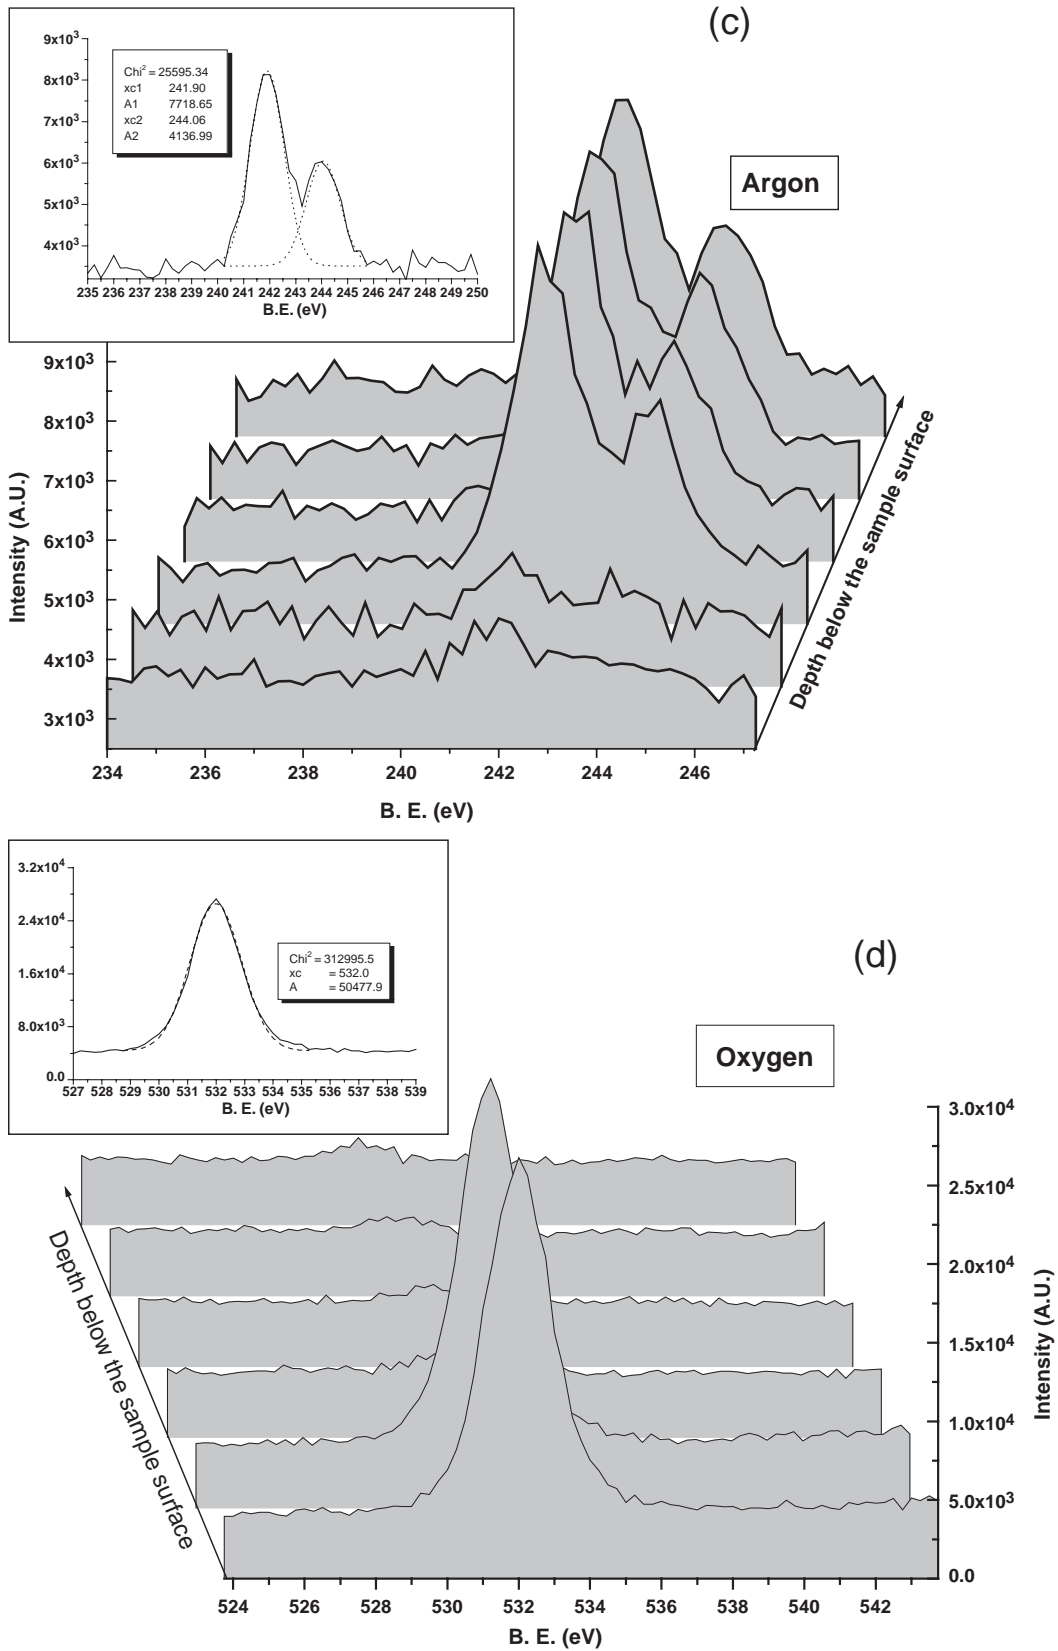 (c)
9x10³
8x10³
7x10³
6x10³
5x10³
4x10³
Chi² = 25595.34
xc1 241.90
A1 7718.65
xc2 244.06
A2 4136.99
235 236 237 238 239 240 241 242 243 244 245 246 247 248 249 250
B.E. (eV)
Argon
9x10³
8x10³
7x10³
6x10³
5x10³
4x10³
3x10³
Intensity (A.U.)
Depth below the sample surface
234 236 238 240 242 244 246
B. E. (eV)
(d)
3.2x10⁴
2.4x10⁴
1.6x10⁴
8.0x10³
0.0
Chi² = 312995.5
xc = 532.0
A = 50477.9
527 528 529 530 531 532 533 534 535 536 537 538 539
B. E. (eV)
Oxygen
3.0x10⁴
2.5x10⁴
2.0x10⁴
1.5x10⁴
1.0x10⁴
5.0x10³
0.0
Intensity (A.U.)
Depth below the sample surface
524 526 528 530 532 534 536 538 540 542
B. E. (eV)